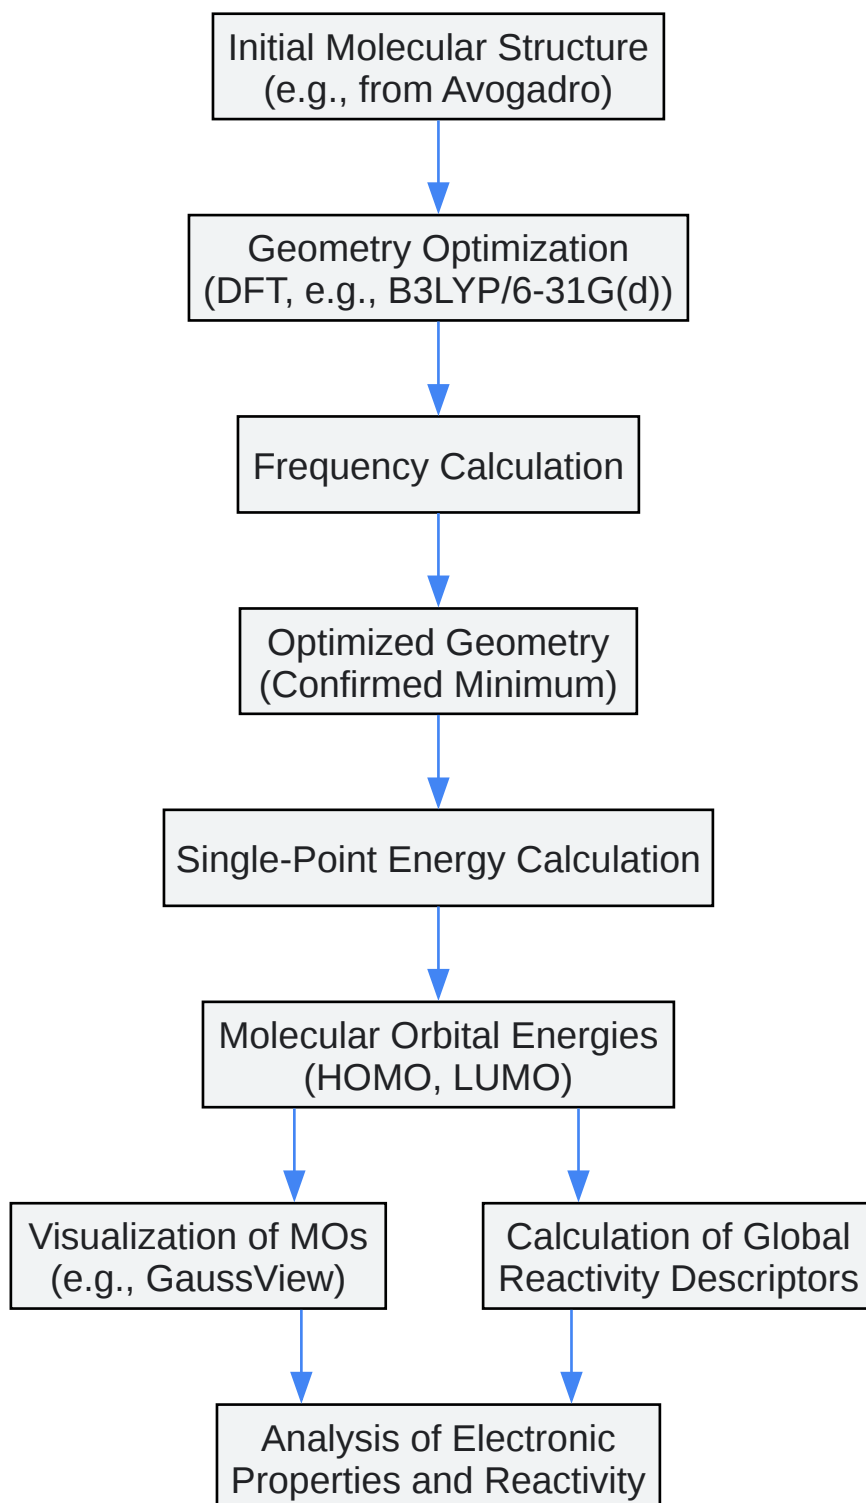 Initial Molecular Structure
(e.g., from Avogadro)
Geometry Optimization
(DFT, e.g., B3LYP/6-31G(d))
Frequency Calculation
Optimized Geometry
(Confirmed Minimum)
Single-Point Energy Calculation
Molecular Orbital Energies
(HOMO, LUMO)
Visualization of MOs
(e.g., GaussView)
Calculation of Global
Reactivity Descriptors
Analysis of Electronic
Properties and Reactivity